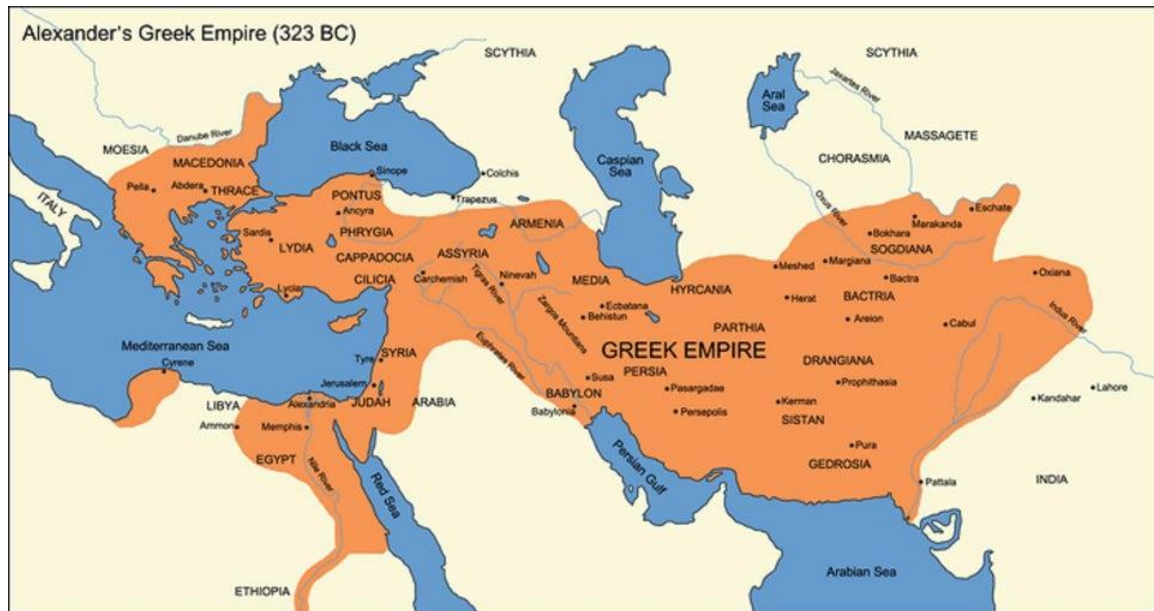 Alexander's Greek Empire (323 BC)
SCYTHIA
SCYTHIA
Aral
Sea
Jaxartes River
MASSAGETE
CHORASMIA
Oxus River
Danube River
MOESIA
MACEDONIA
Black Sea
Caspian
Sea
Sinope
Colchis
Pella
Abdera
THRACE
ITALY
PONTUS
Trapezus
Ancyra
PHRYGIA
ARMENIA
Eschate
Marakanda
Bokhara
SOGDIANA
Sardis
LYDIA
CAPPADOCIA
ASSYRIA
CILICIA
Carchemish
Tigras River
Ninevah
MEDIA
HYRCANIA
Meshed
Margiana
Bactra
Oxiana
Lycia
Zargos Mountians
Ecbatana
Behistun
Herat
BACTRIA
Areion
Cabul
Indus River
PARTHIA
Mediterranean Sea
Cyrene
Tyre
SYRIA
Euphrates River
GREEK EMPIRE
PERSIA
DRANGIANA
Jerusalem
Susa
Pasargadae
Prophthasia
Lahore
LIBYA
Alexandria
JUDAH
ARABIA
BABYLON
Babylonia
Persepolis
Kerman
SISTAN
Kandahar
Ammon
Memphis
EGYPT
Nile River
Red Sea
Persian Gulf
Pura
GEDROSIA
Pattala
INDIA
Arabian Sea
ETHIOPIA